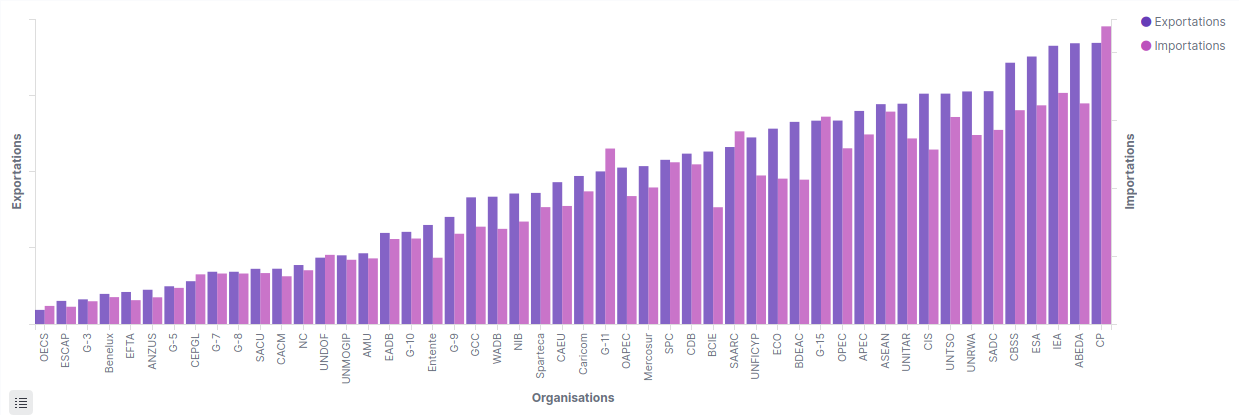 Exportations
Importations
Exportations
Importations
OECS
ESCAP
G-3
Benelux
EFTA
ANZUS
G-5
CEPGL
G-7
G-8
SACU
CACM
NC
UNDOF
UNMOGIP
AMU
EADB
G-10
Entente
G-9
GCC
WADB
NIB
Sparteca
CAEU
Caricom
G-11
OAPEC
Mercosur
SPC
CDB
BCIE
SAARC
UNFICYP
ECO
BDEAC
G-15
OPEC
APEC
ASEAN
UNITAR
CIS
UNTSO
UNRWA
SADC
CBSS
ESA
IEA
ABEDA
CP
Organisations